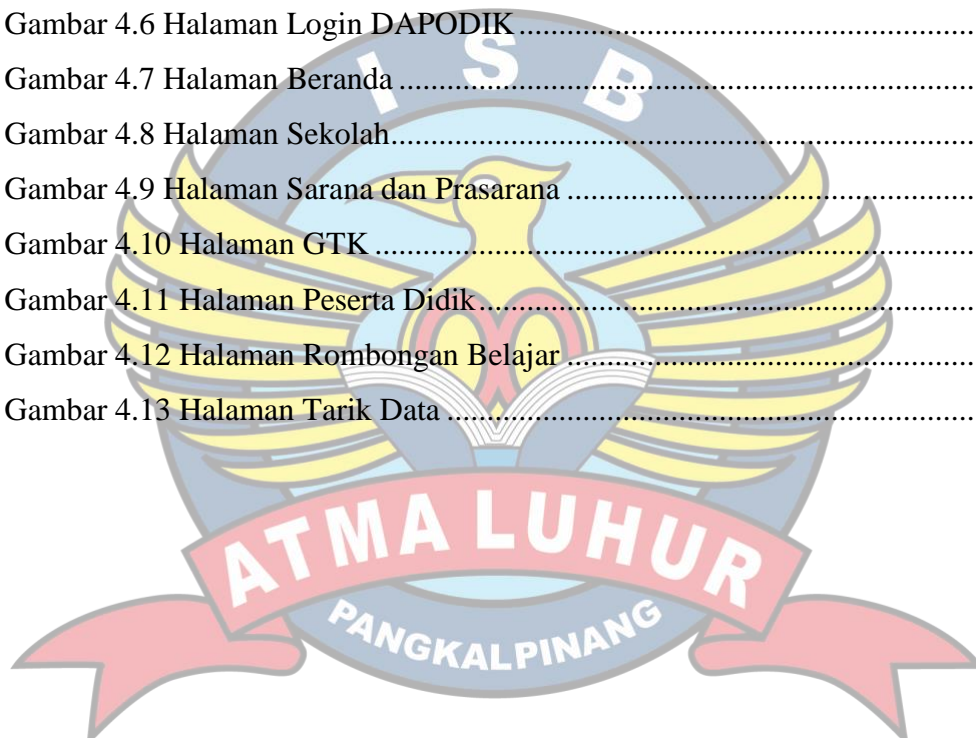 Gambar 4.6 Halaman Login DAPODIK..........................................................
Gambar 4.7 Halaman Beranda.........................................................................
Gambar 4.8 Halaman Sekolah..........................................................................
Gambar 4.9 Halaman Sarana dan Prasarana....................................................
Gambar 4.10 Halaman GTK............................................................................
Gambar 4.11 Halaman Peserta Didik...............................................................
Gambar 4.12 Halaman Rombongan Belajar....................................................
Gambar 4.13 Halaman Tarik Data...................................................................
I S B
ATMA LUHUR
PANGKALPINANG